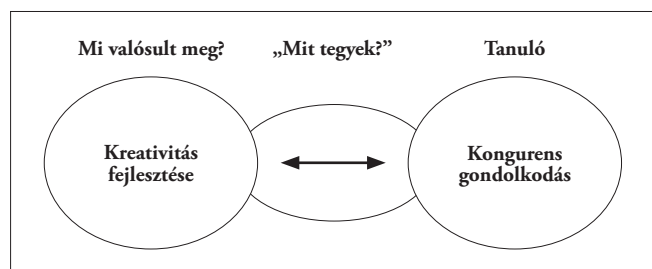 Mi valósult meg?
„Mit tegyek?”
Tanuló
Kreativitás
fejlesztése
Kongurens
gondolkodás